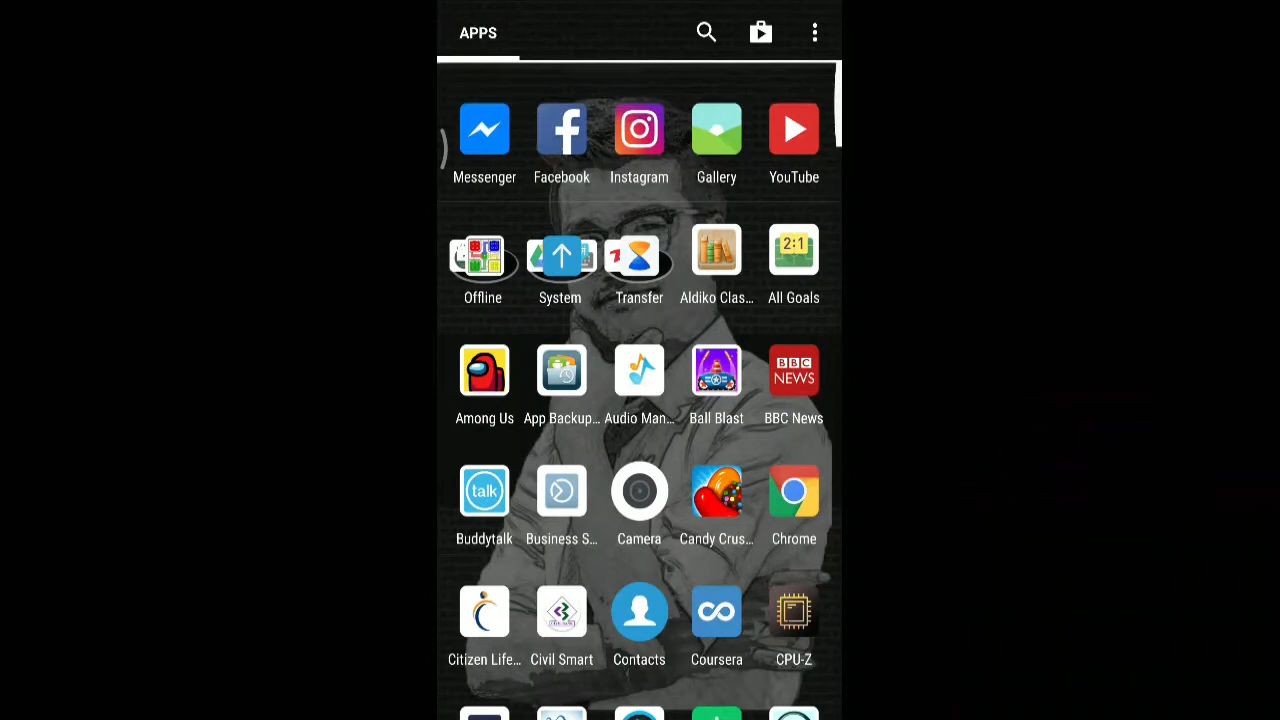 APPS
Messenger Facebook Instagram Gallery YouTube
2:1
Offline System Transfer Aldiko Clas... All Goals
BBC
NEWS
Among Us App Backup... Audio Man... Ball Blast BBC News
talk
Buddytalk Business S... Camera Candy Crus... Chrome
Citizen Life... Civil Smart Contacts Coursera CPU-Z